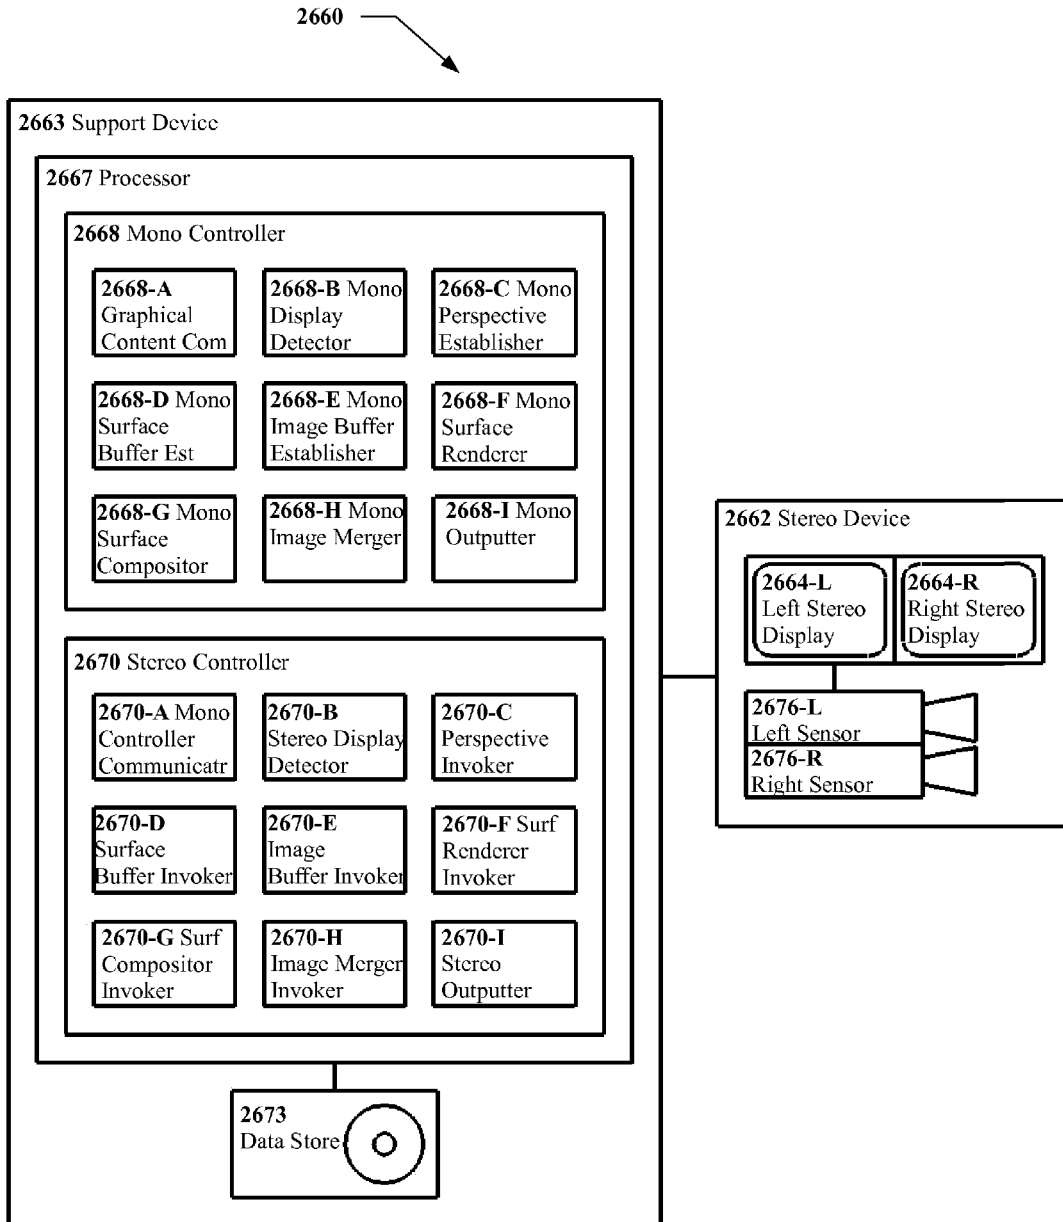 2660
2663 Support Device
2667 Processor
2668 Mono Controller
2668-A
Graphical
Content Com
2668-B Mono
Display
Detector
2668-C Mono
Perspective
Establisher
2668-D Mono
Surface
Buffer Est
2668-E Mono
Image Buffer
Establisher
2668-F Mono
Surface
Renderer
2668-G Mono
Surface
Compositor
2668-H Mono
Image Merger
2668-I Mono
Outputter
2670 Stereo Controller
2670-A Mono
Controller
Communicatr
2670-B
Stereo Display
Detector
2670-C
Perspective
Invoker
2670-D
Surface
Buffer Invoker
2670-E
Image
Buffer Invoker
2670-F Surf
Renderer
Invoker
2670-G Surf
Compositor
Invoker
2670-H
Image Merger
Invoker
2670-I
Stereo
Outputter
2673
Data Store
2662 Stereo Device
2664-L
Left Stereo
Display
2664-R
Right Stereo
Display
2676-L
Left Sensor
2676-R
Right Sensor